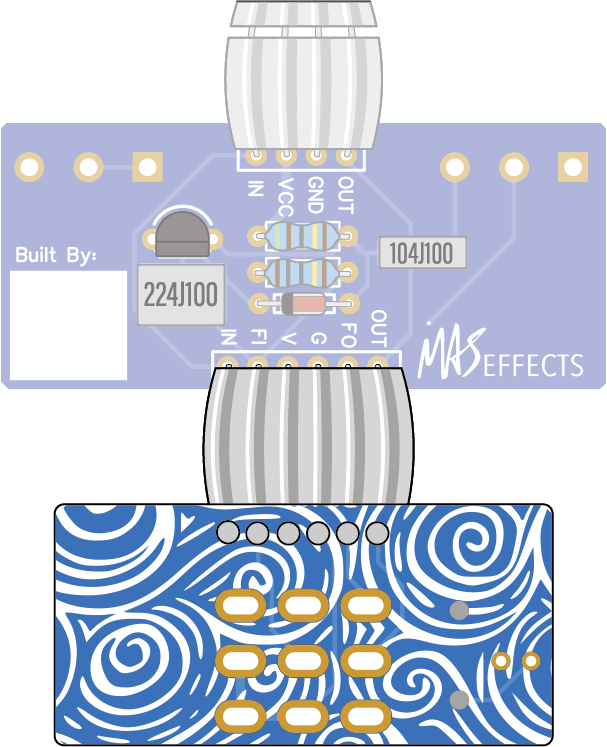 IN VCC GND OUT
Built By:
224J100
104J100
IN FI V G FO OUT
MAS EFFECTS